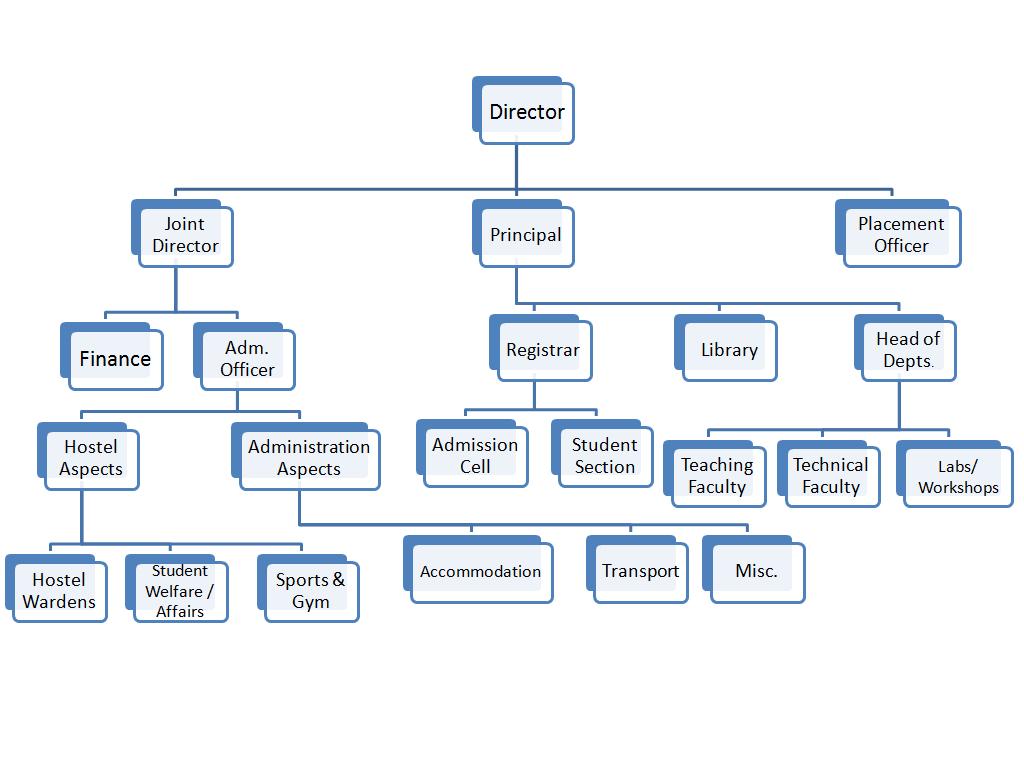 Director
Joint
Director
Principal
Placement
Officer
Finance
Adm.
Officer
Registrar
Library
Head of
Depts.
Hostel
Aspects
Administration
Aspects
Admission
Cell
Student
Section
Teaching
Faculty
Technical
Faculty
Labs/
Workshops
Hostel
Wardens
Student
Welfare /
Affairs
Sports &
Gym
Accommodation
Transport
Misc.